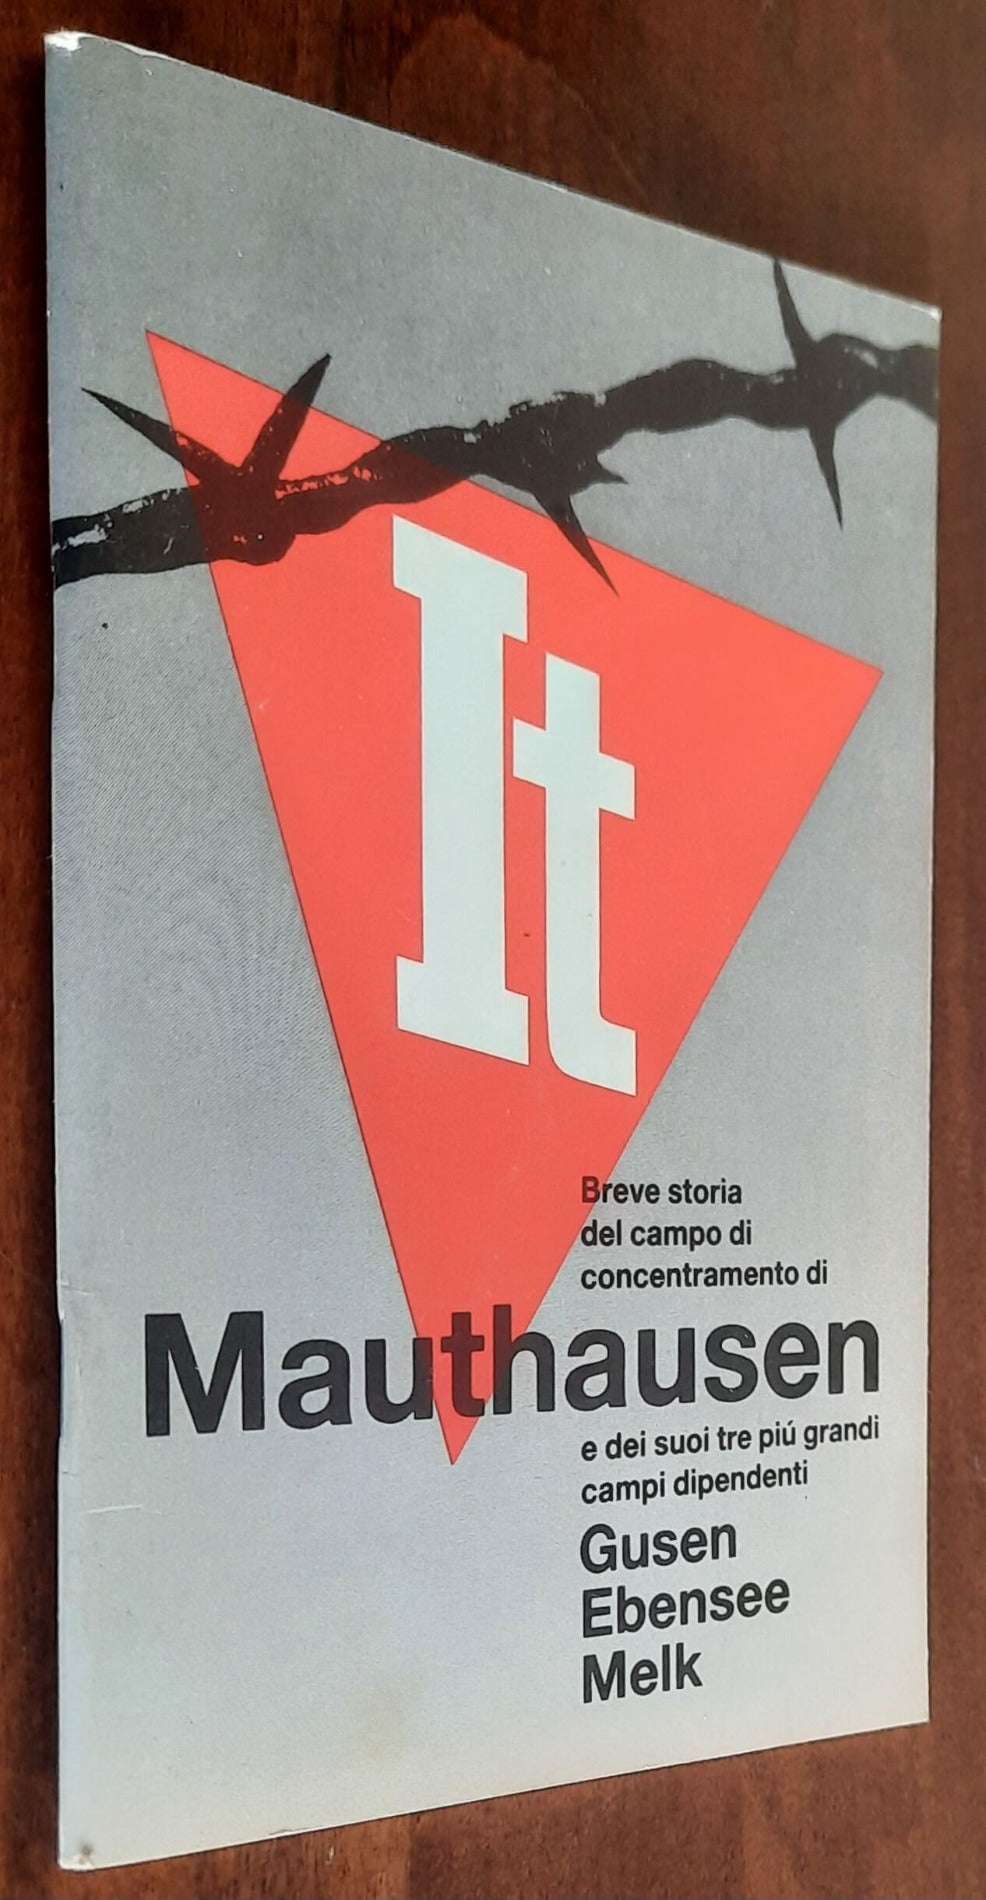 It
Breve storia
del campo di
concentramento di
Mauthausen
e dei suoi tre piú grandi
campi dipendenti
Gusen
Ebensee
Melk